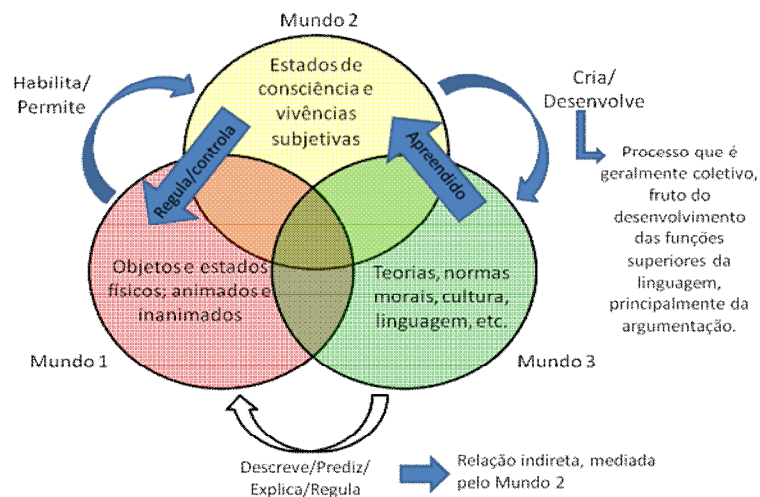 Mundo 2
Estados de
consciência e
vivências
subjetivas
Habilita/
Permite
Cria/
Desenvolve
Regula/controla
Apreendido
Processo que é
geralmente coletivo,
fruto do
desenvolvimento
das funções
superiores da
linguagem,
principalmente da
argumentação.
Objetos e estados
físicos; animados e
inanimados
Teorias, normas
morais, cultura,
linguagem, etc.
Mundo 1
Mundo 3
Descreve/Prediz/
Explica/Regula
Relação indireta, mediada
pelo Mundo 2